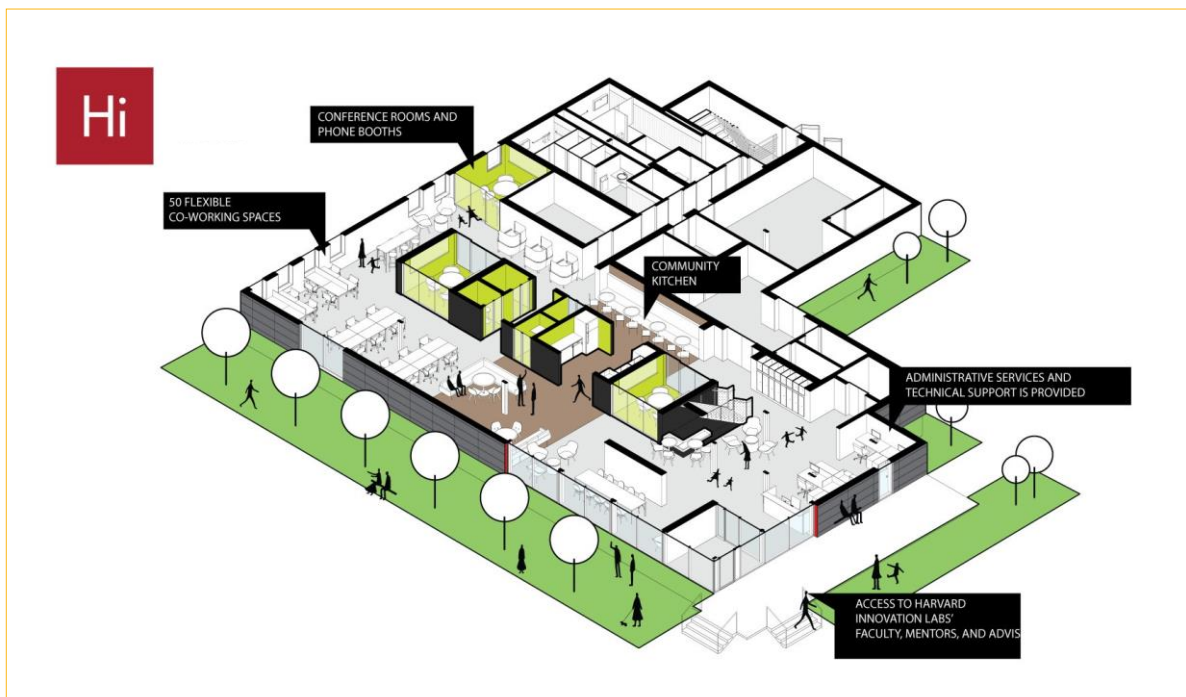 Hi
CONFERENCE ROOMS AND
PHONE BOOTHS
50 FLEXIBLE
CO-WORKING SPACES
COMMUNITY
KITCHEN
ADMINISTRATIVE SERVICES AND
TECHNICAL SUPPORT IS PROVIDED
ACCESS TO HARVARD
INNOVATION LABS'
FACULTY, MENTORS, AND ADVIS